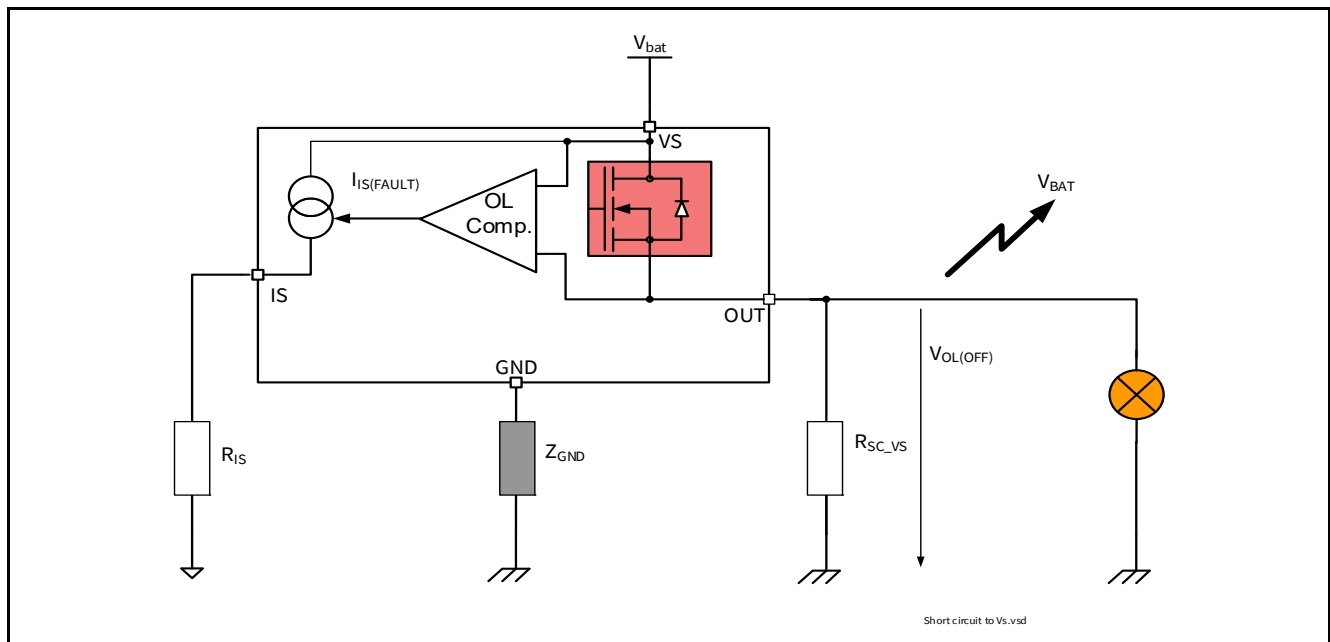 Vbat
VS
IIS(FAULT)
OL
Comp.
VBAT
IS
OUT
VOL(OFF)
GND
RIS
ZGND
RSC_VS
Short circuit to Vs.vsd